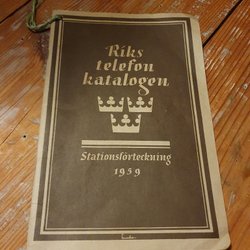 Riks
telefon
katalogen
Stationsförteckning
1959